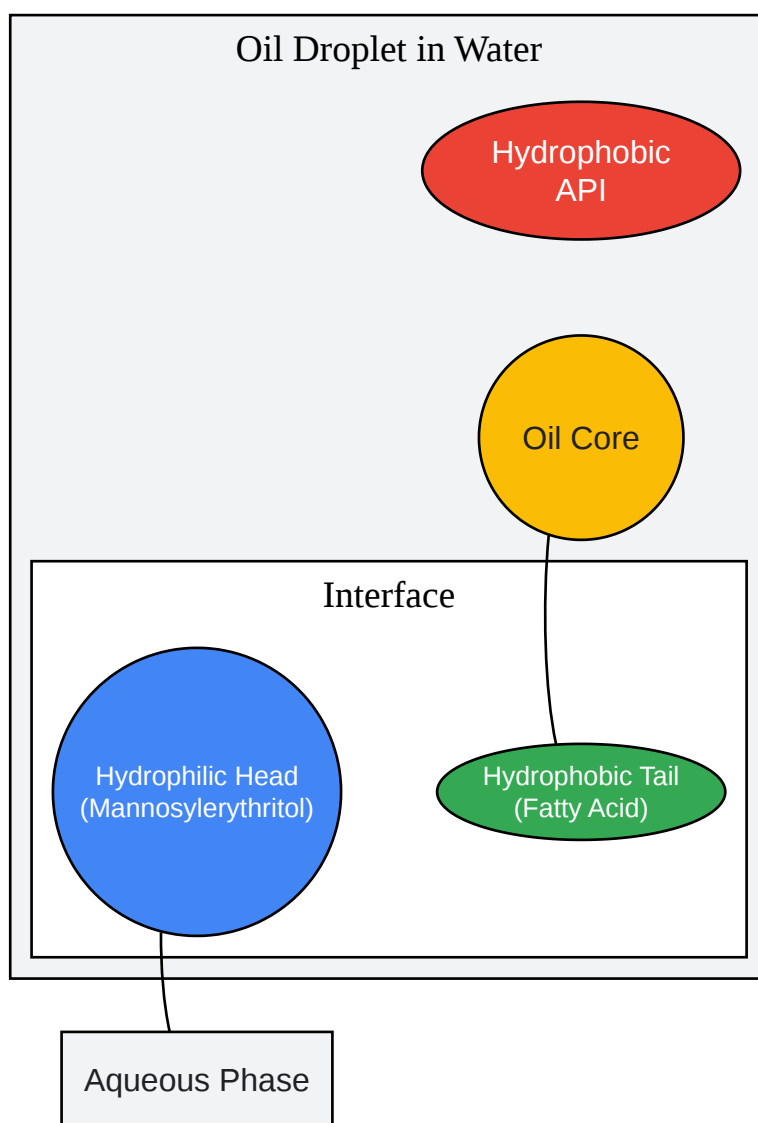 Oil Droplet in Water
Hydrophobic
API
Oil Core
Interface
Hydrophilic Head
(Mannosylerythritol)
Hydrophobic Tail
(Fatty Acid)
Aqueous Phase